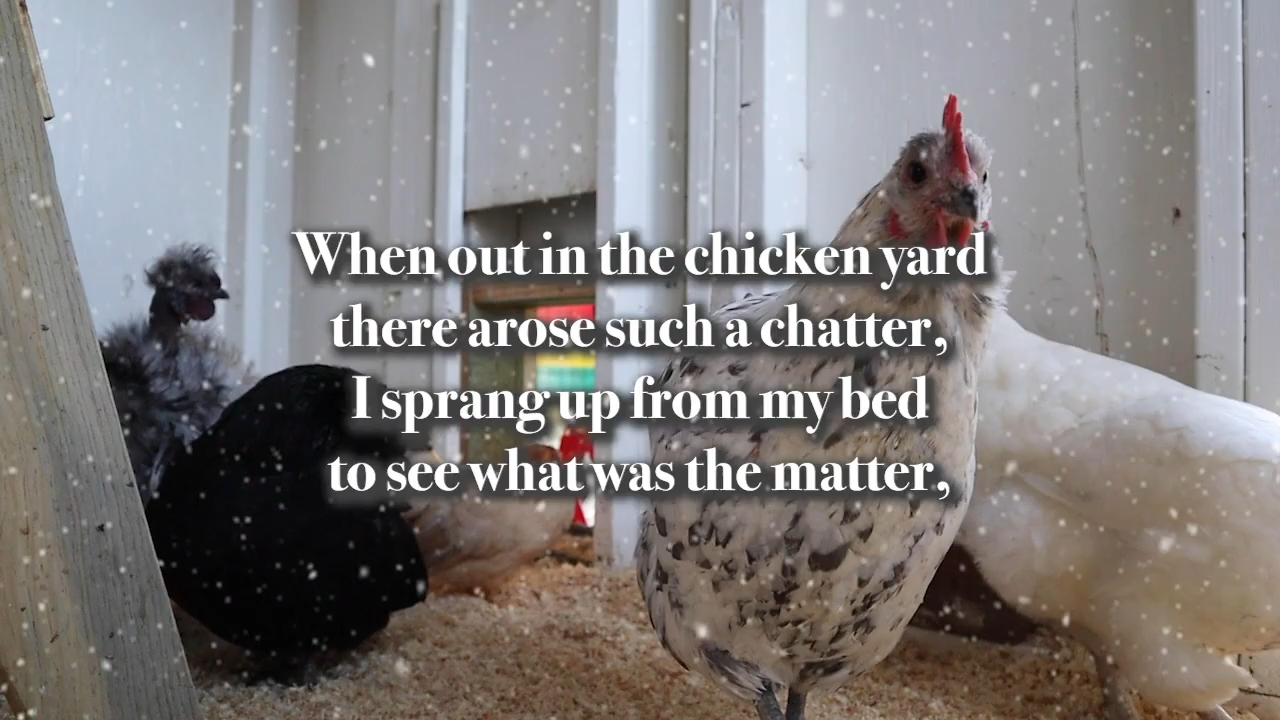 When out in the chicken yard
there arose such a chatter,
I sprang up from my bed
to see what was the matter,